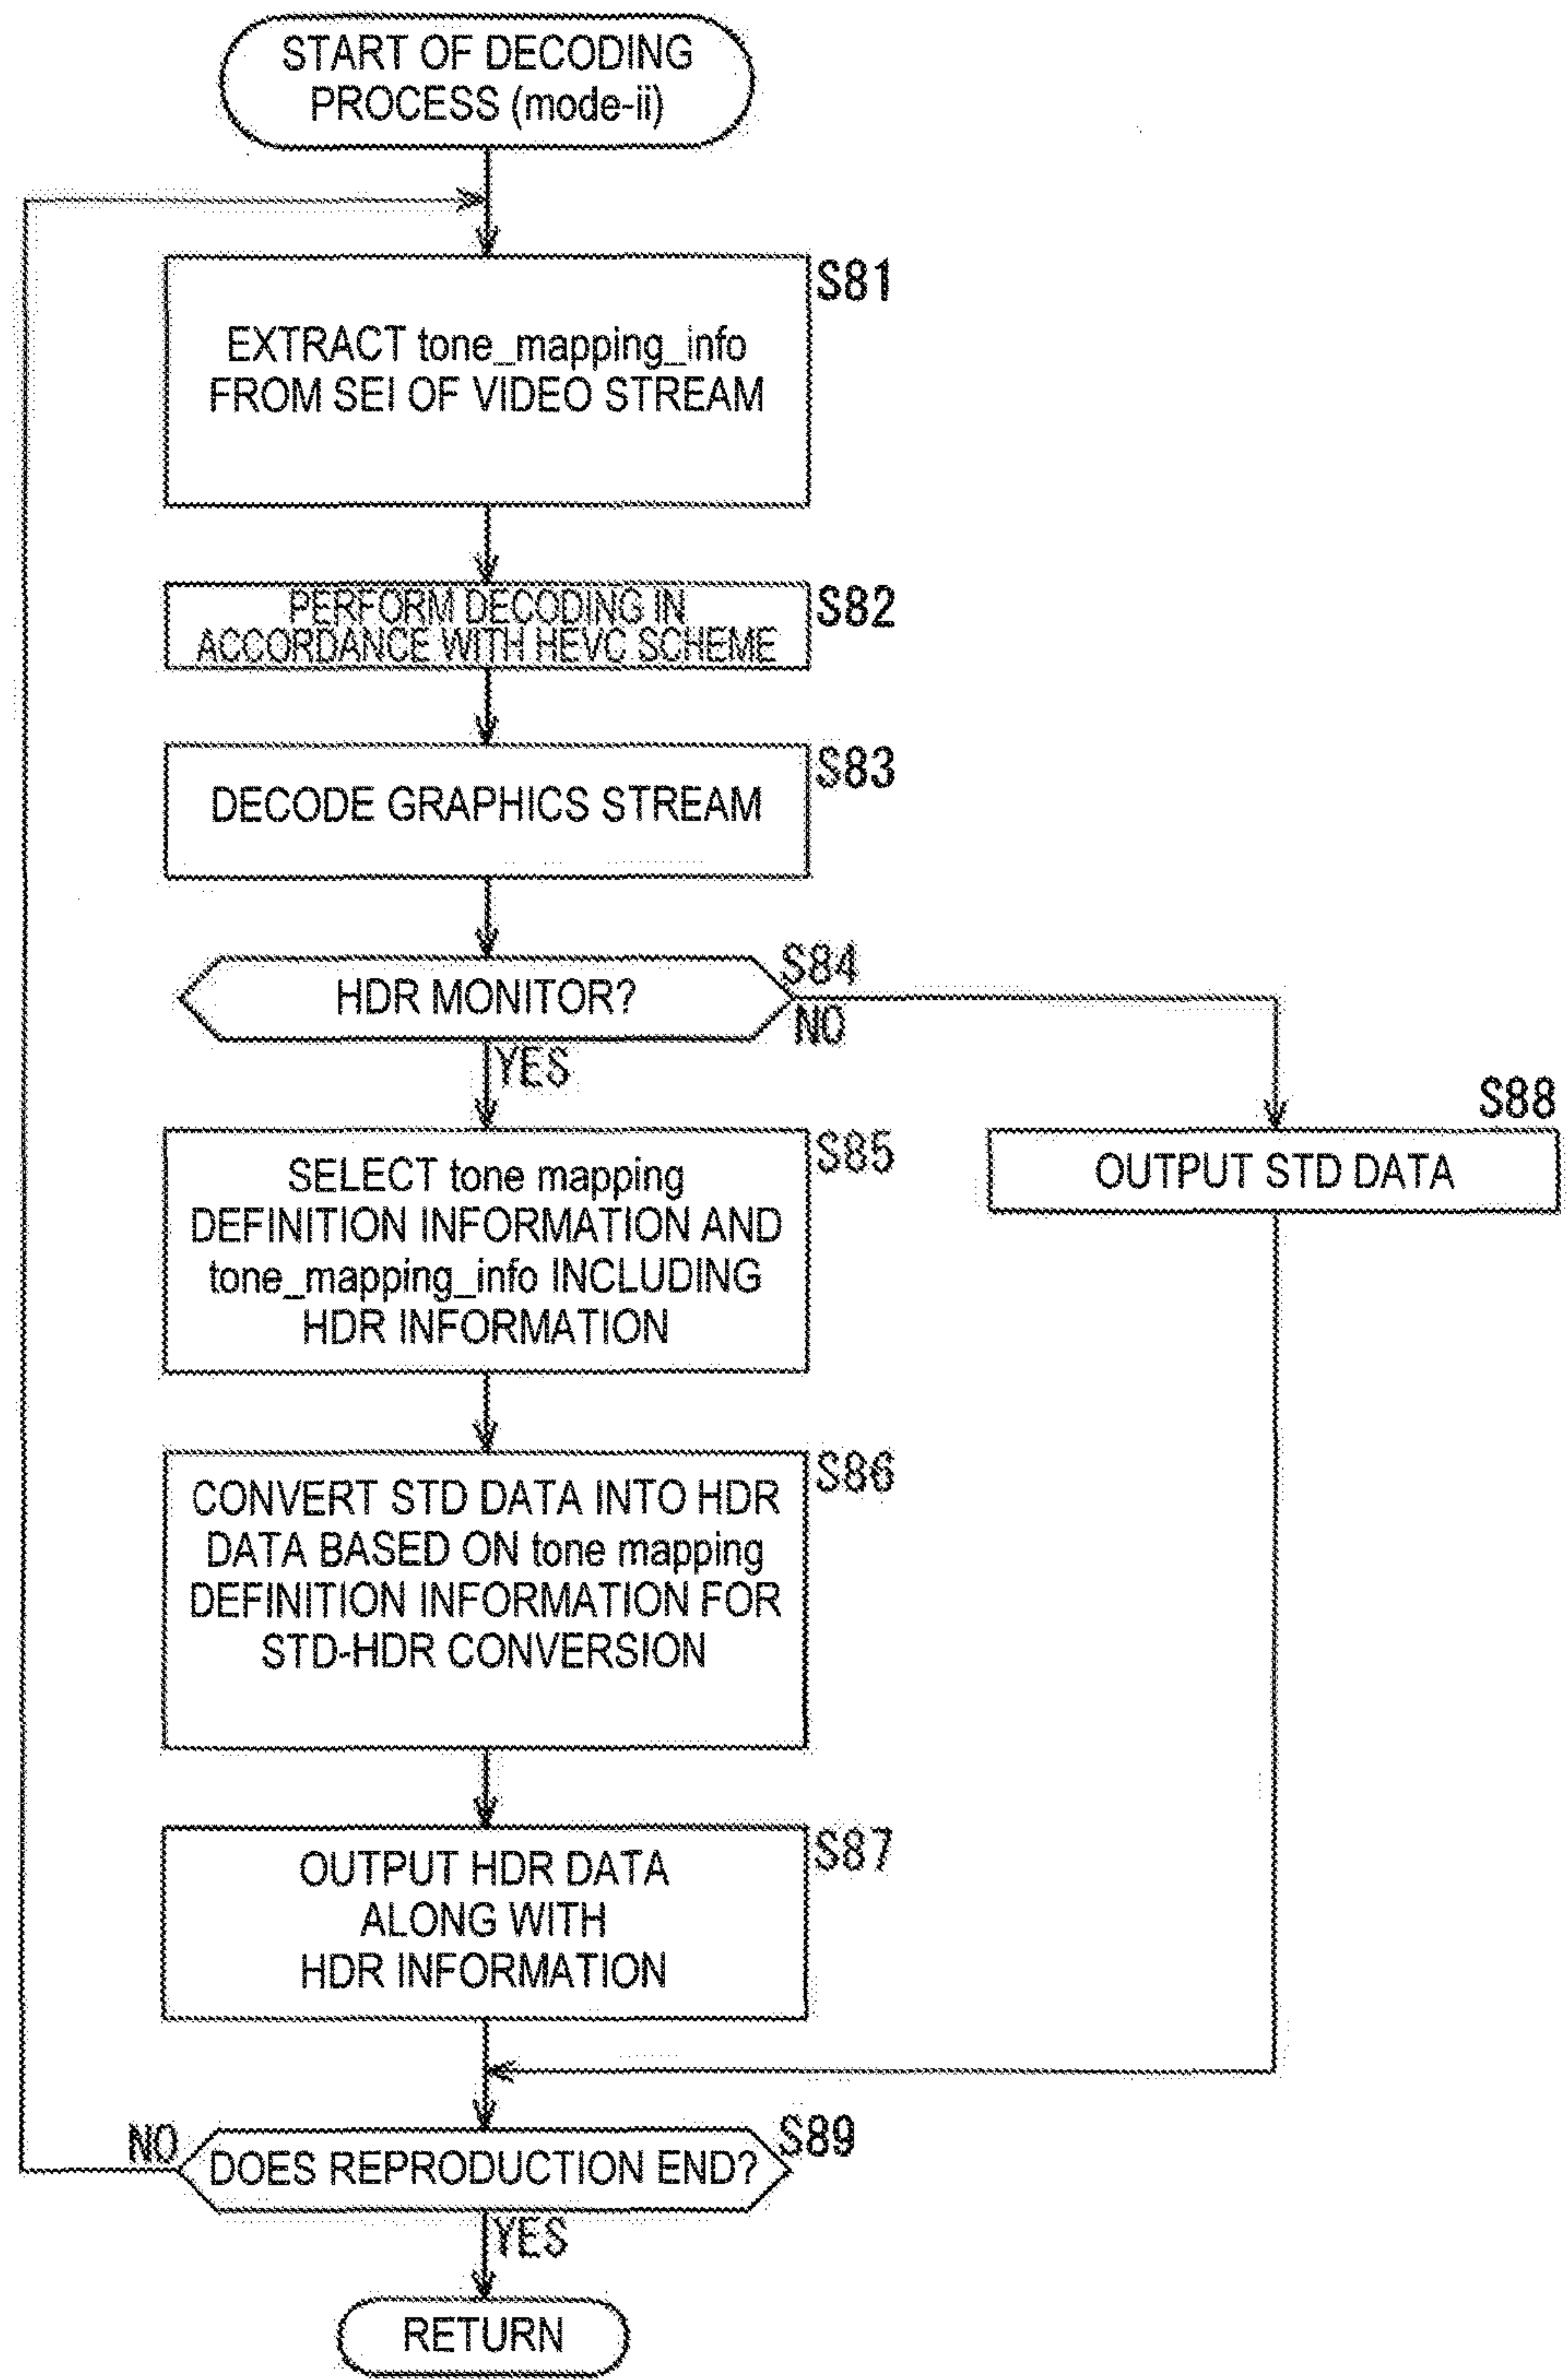 START OF DECODING
PROCESS (mode-ii)
S81
EXTRACT tone_mapping_info
FROM SEI OF VIDEO STREAM
S82
PERFORM DECODING IN
ACCORDANCE WITH HEVC SCHEME
S83
DECODE GRAPHICS STREAM
S84
HDR MONITOR?
NO
YES
S85
SELECT tone mapping
DEFINITION INFORMATION AND
tone_mapping_info INCLUDING
HDR INFORMATION
S88
OUTPUT STD DATA
S86
CONVERT STD DATA INTO HDR
DATA BASED ON tone mapping
DEFINITION INFORMATION FOR
STD-HDR CONVERSION
S87
OUTPUT HDR DATA
ALONG WITH
HDR INFORMATION
S89
NO
DOES REPRODUCTION END?
YES
RETURN